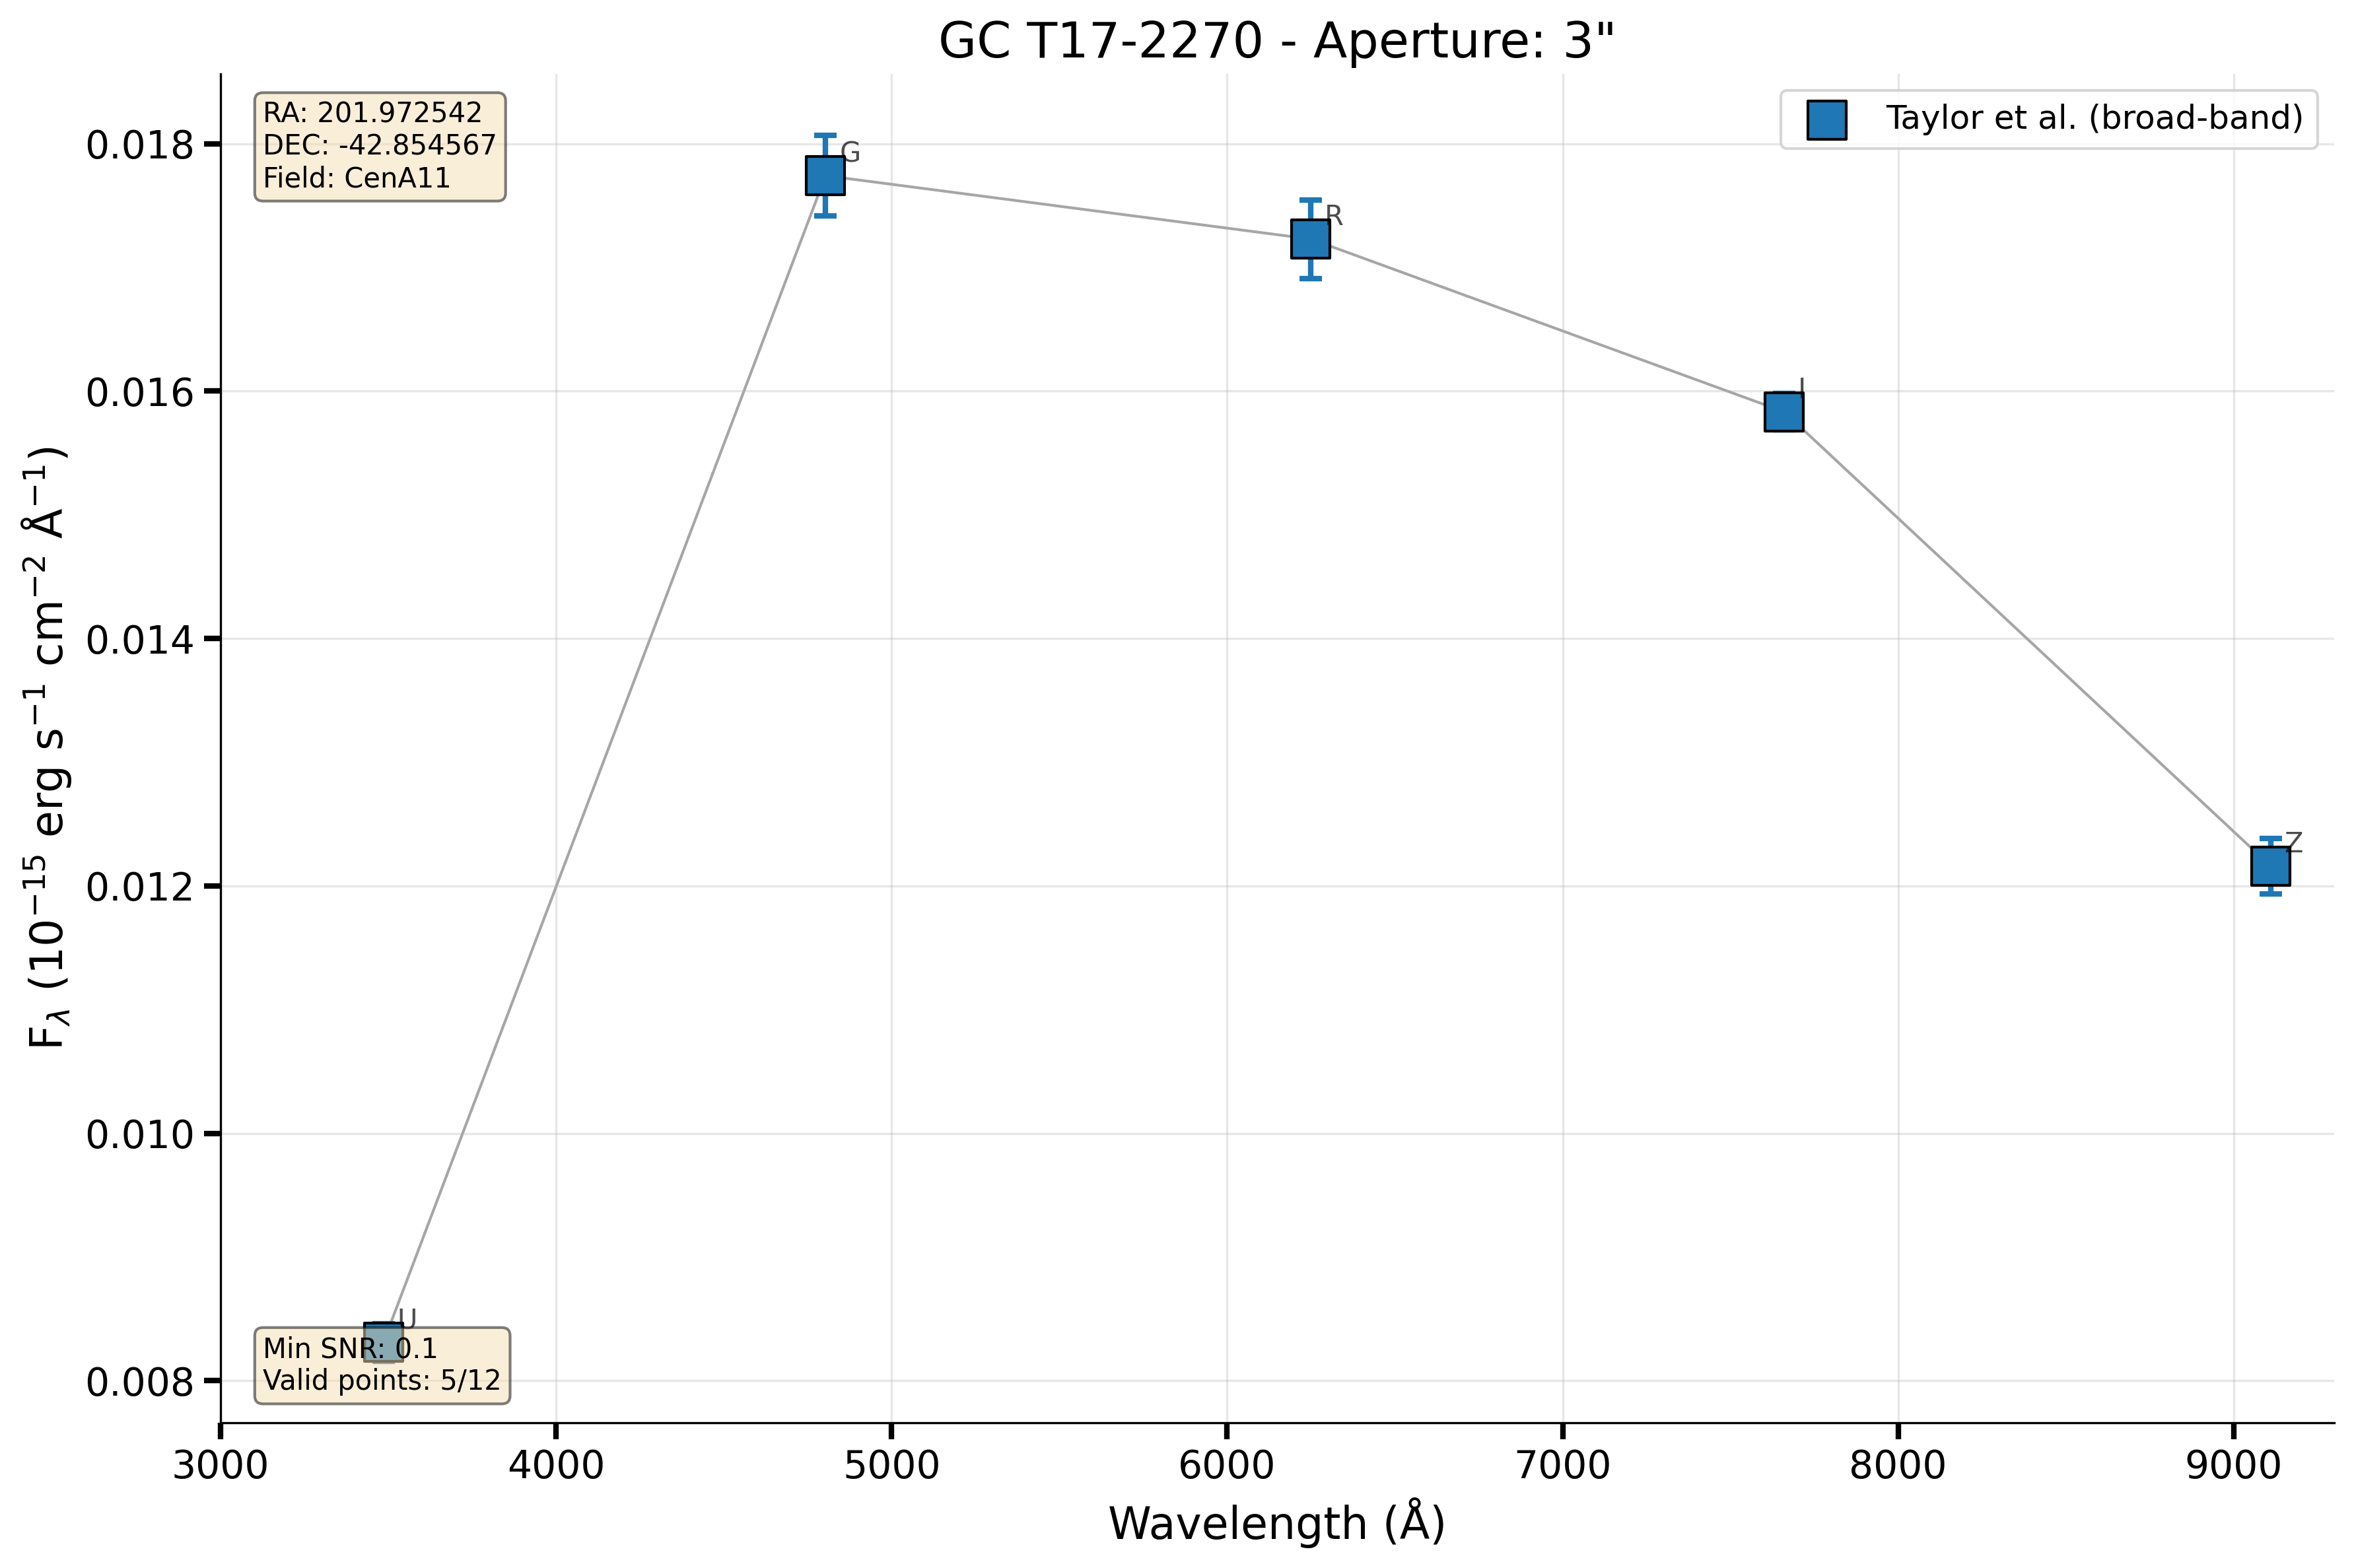 GC T17-2270 - Aperture: 3"
RA: 201.972542
DEC: -42.854567
Field: CenA11
Taylor et al. (broad-band)
G
R
I
Z
U
Min SNR: 0.1
Valid points: 5/12
0.018
0.016
0.014
0.012
0.010
0.008
F_λ (10⁻¹⁵ erg s⁻¹ cm⁻² Å⁻¹)
3000 4000 5000 6000 7000 8000 9000
Wavelength (Å)